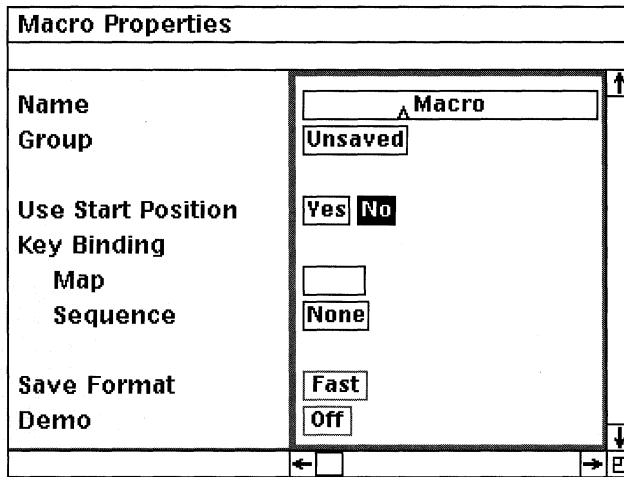 Macro Properties
Name Macro
Group Unsaved
Use Start Position Yes No
Key Binding
Map
Sequence None
Save Format Fast
Demo Off